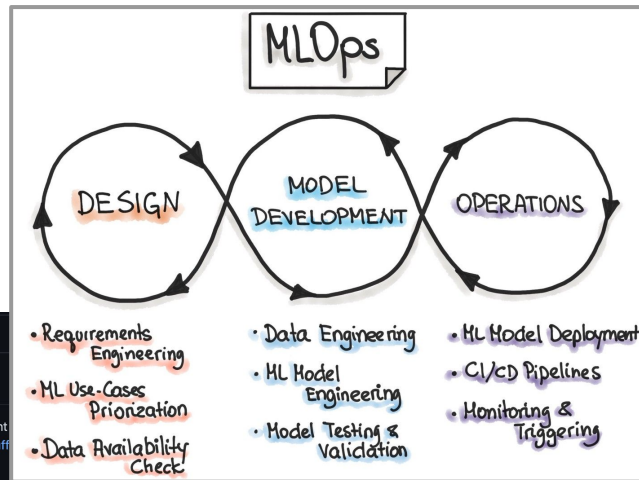 MLOps
DESIGN
MODEL
DEVELOPMENT
OPERATIONS
• Requirements
Engineering
• ML Use-Cases
Priorization
• Data Availability
Check
• Data Engineering
• ML Model
Engineering
• Model Testing &
Validation
• ML Model Deployment
• CI/CD Pipelines
• Monitoring &
Triggering